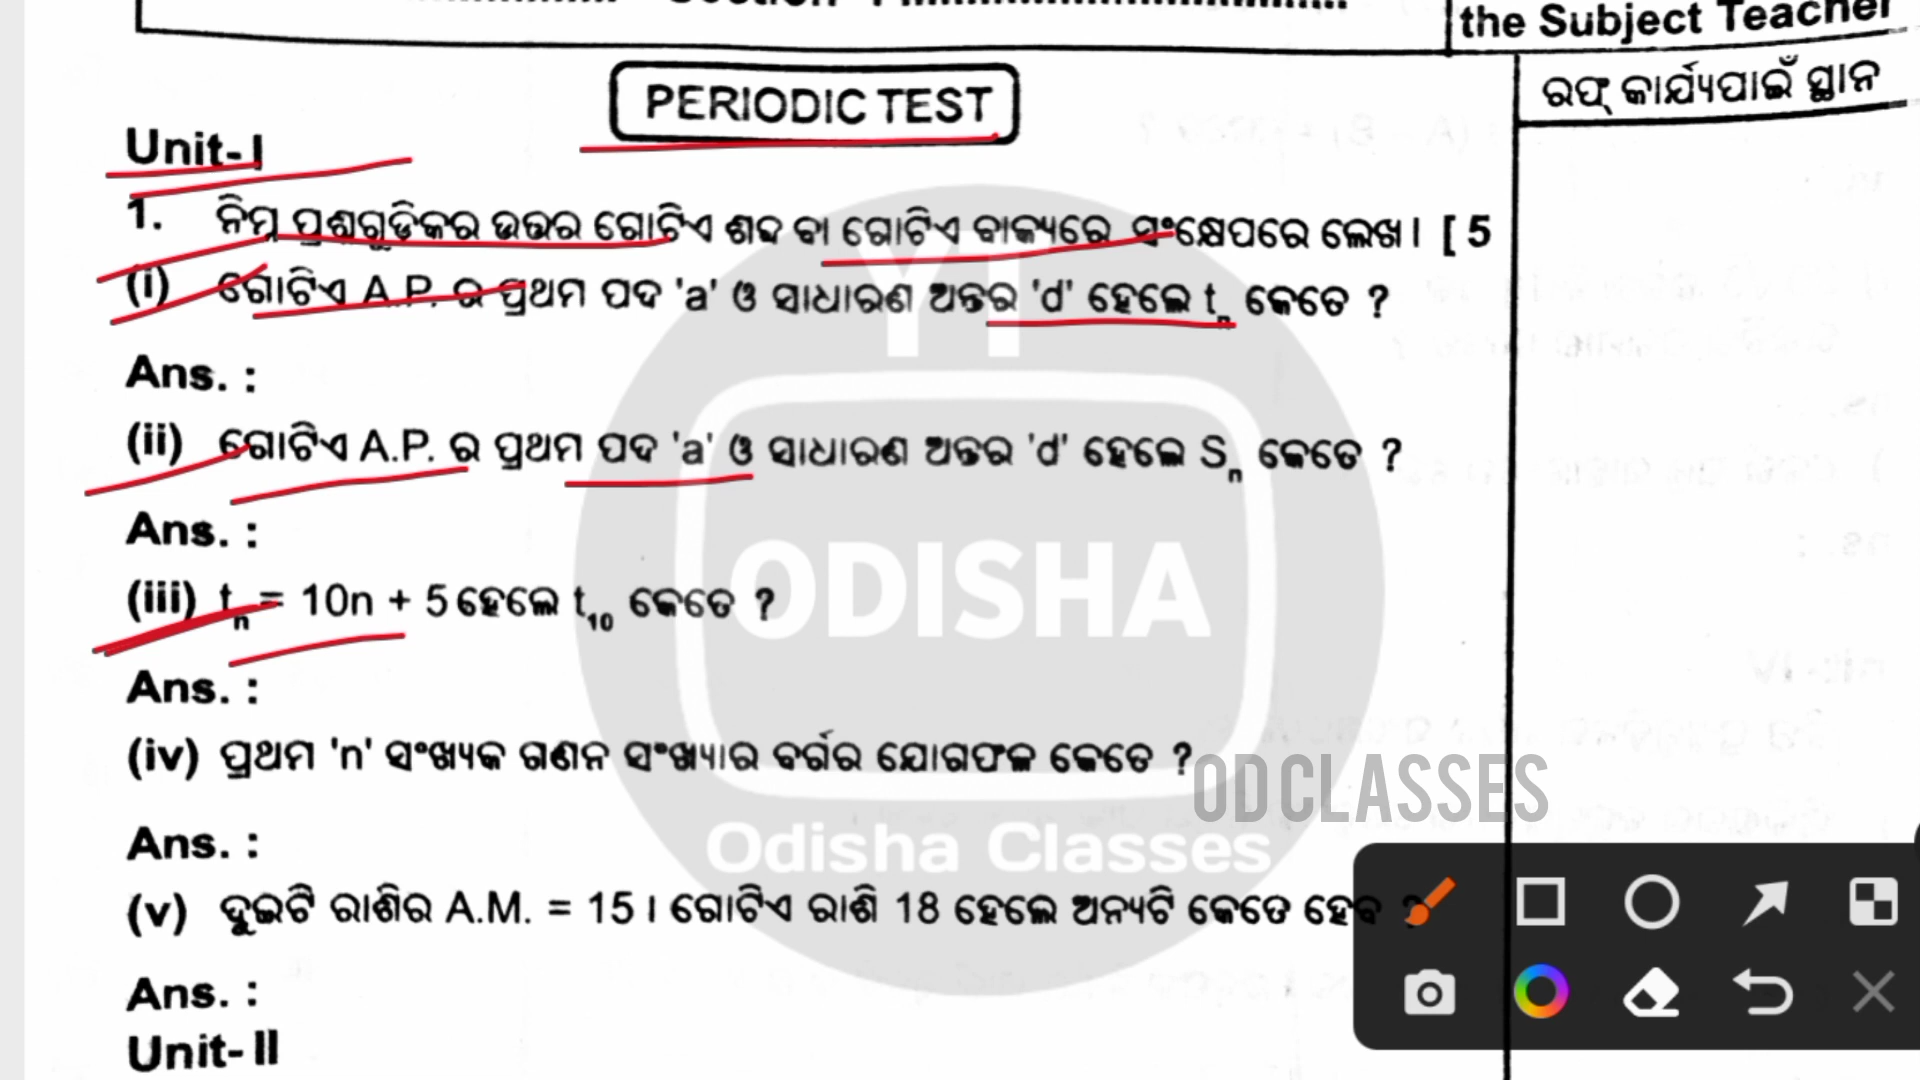 the Subject Teacher
PERIODIC TEST
ରଫ୍ କାର୍ଯ୍ୟପାଇଁ ସ୍ଥାନ
Unit-I
1. ନିମ୍ନ ପ୍ରଶ୍ନଗୁଡିକର ଉତ୍ତର ଗୋଟିଏ ଶବ୍ଦ ବା ଗୋଟିଏ ବାକ୍ୟରେ ସଂକ୍ଷେପରେ ଲେଖ। [ 5
(i) ଗୋଟିଏ A.P. ର ପ୍ରଥମ ପଦ 'a' ଓ ସାଧାରଣ ଅନ୍ତର 'd' ହେଲେ tn କେତେ ?
Ans. :
(ii) ଗୋଟିଏ A.P. ର ପ୍ରଥମ ପଦ 'a' ଓ ସାଧାରଣ ଅନ୍ତର 'd' ହେଲେ Sn କେତେ ?
Ans. :
(iii) tn = 10n + 5 ହେଲେ t10 କେତେ ?
Ans. :
(iv) ପ୍ରଥମ 'n' ସଂଖ୍ୟକ ଗଣନ ସଂଖ୍ୟାର ବର୍ଗର ଯୋଗଫଳ କେତେ ?
Ans. :
(v) ଦୁଇଟି ରାଶିର A.M. = 15 । ଗୋଟିଏ ରାଶି 18 ହେଲେ ଅନ୍ୟଟି କେତେ ହେବ ?
Ans. :
Unit-II
YT
ODISHA
Odisha Classes
OD CLASSES